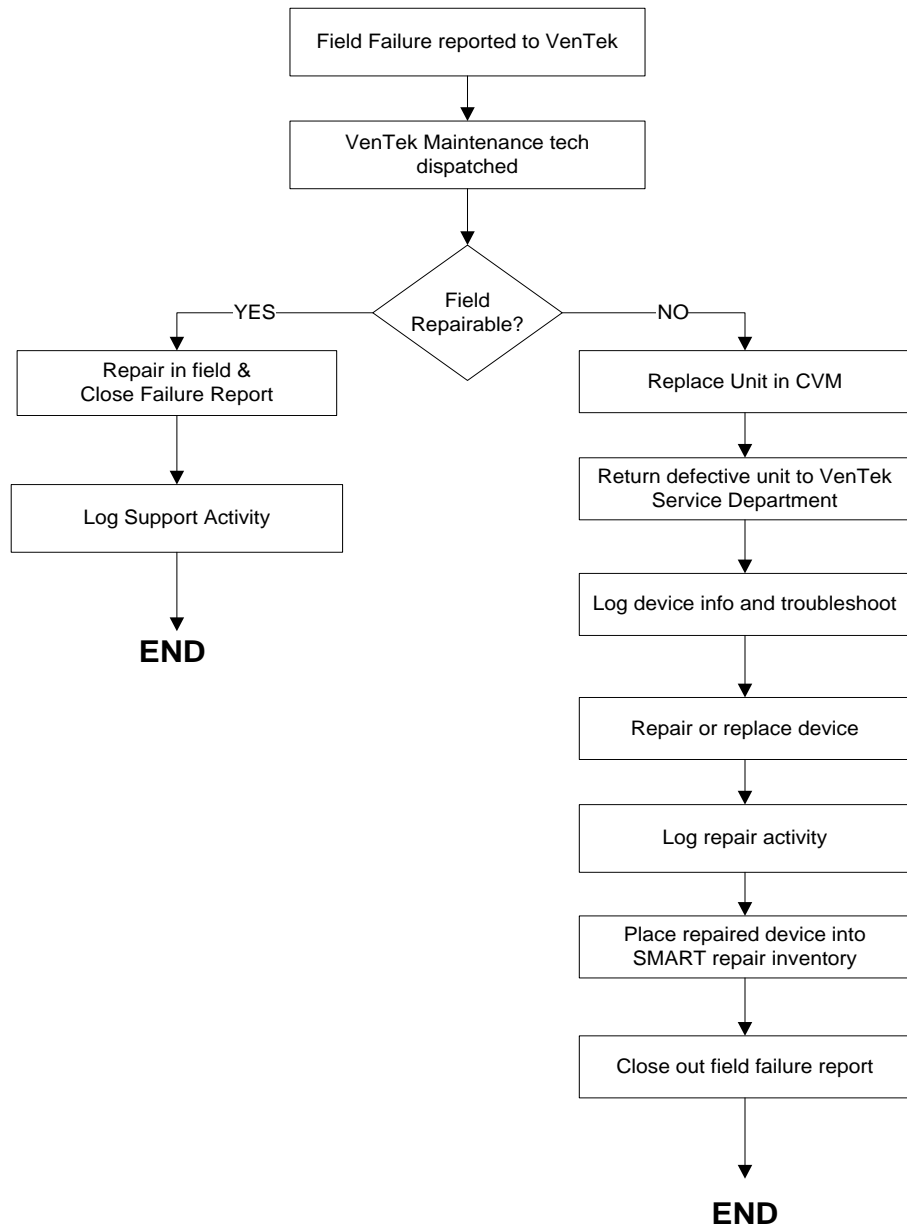 Field Failure reported to VenTek
VenTek Maintenance tech
dispatched
Field
Repairable?
YES
NO
Repair in field &
Close Failure Report
Log Support Activity
END
Replace Unit in CVM
Return defective unit to VenTek
Service Department
Log device info and troubleshoot
Repair or replace device
Log repair activity
Place repaired device into
SMART repair inventory
Close out field failure report
END